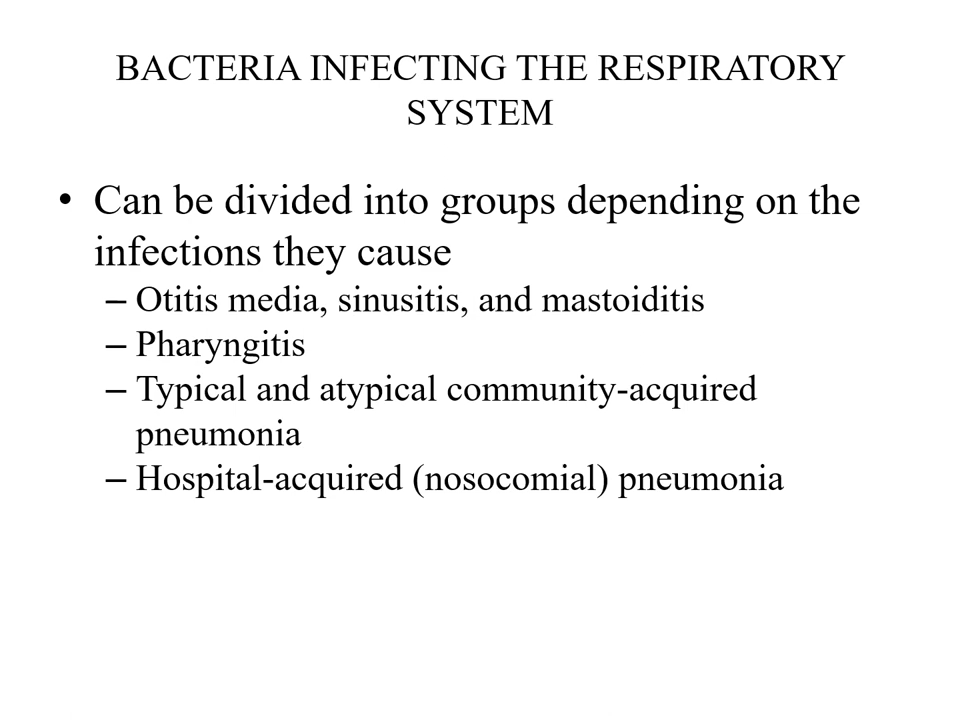 BACTERIA INFECTING THE RESPIRATORY
SYSTEM
• Can be divided into groups depending on the
infections they cause
– Otitis media, sinusitis, and mastoiditis
– Pharyngitis
– Typical and atypical community-acquired
pneumonia
– Hospital-acquired (nosocomial) pneumonia